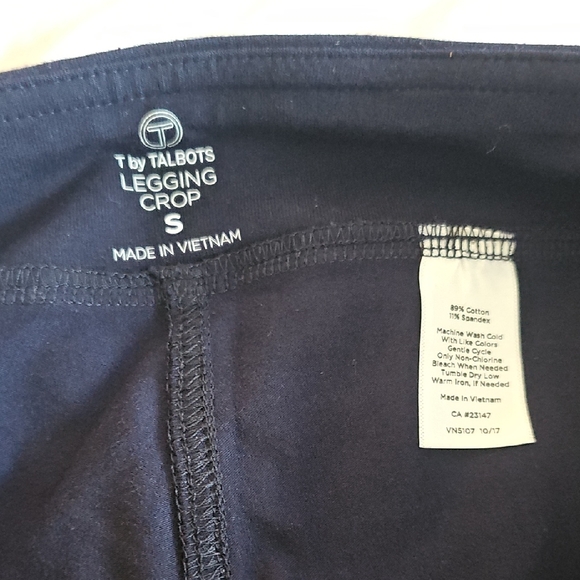 T
T by TALBOTS
LEGGING
CROP
S
MADE IN VIETNAM
89% Cotton
11% Spandex
Machine Wash Cold
With Like Colors
Gentle Cycle
Only Non-Chlorine
Bleach When Needed
Tumble Dry Low
Warm Iron, If Needed
Made in Vietnam
CA #23147
VN5107 10/17